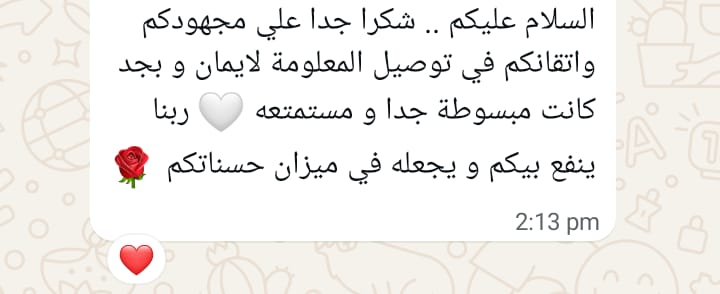 السلام عليكم .. شكرا جدا علي مجهودكم
واتقانكم في توصيل المعلومة لايمان و بجد
كانت مبسوطة جدا و مستمتعه 🤍 ربنا
ينفع بيكم و يجعله في ميزان حسناتكم 🌹
2:13 pm